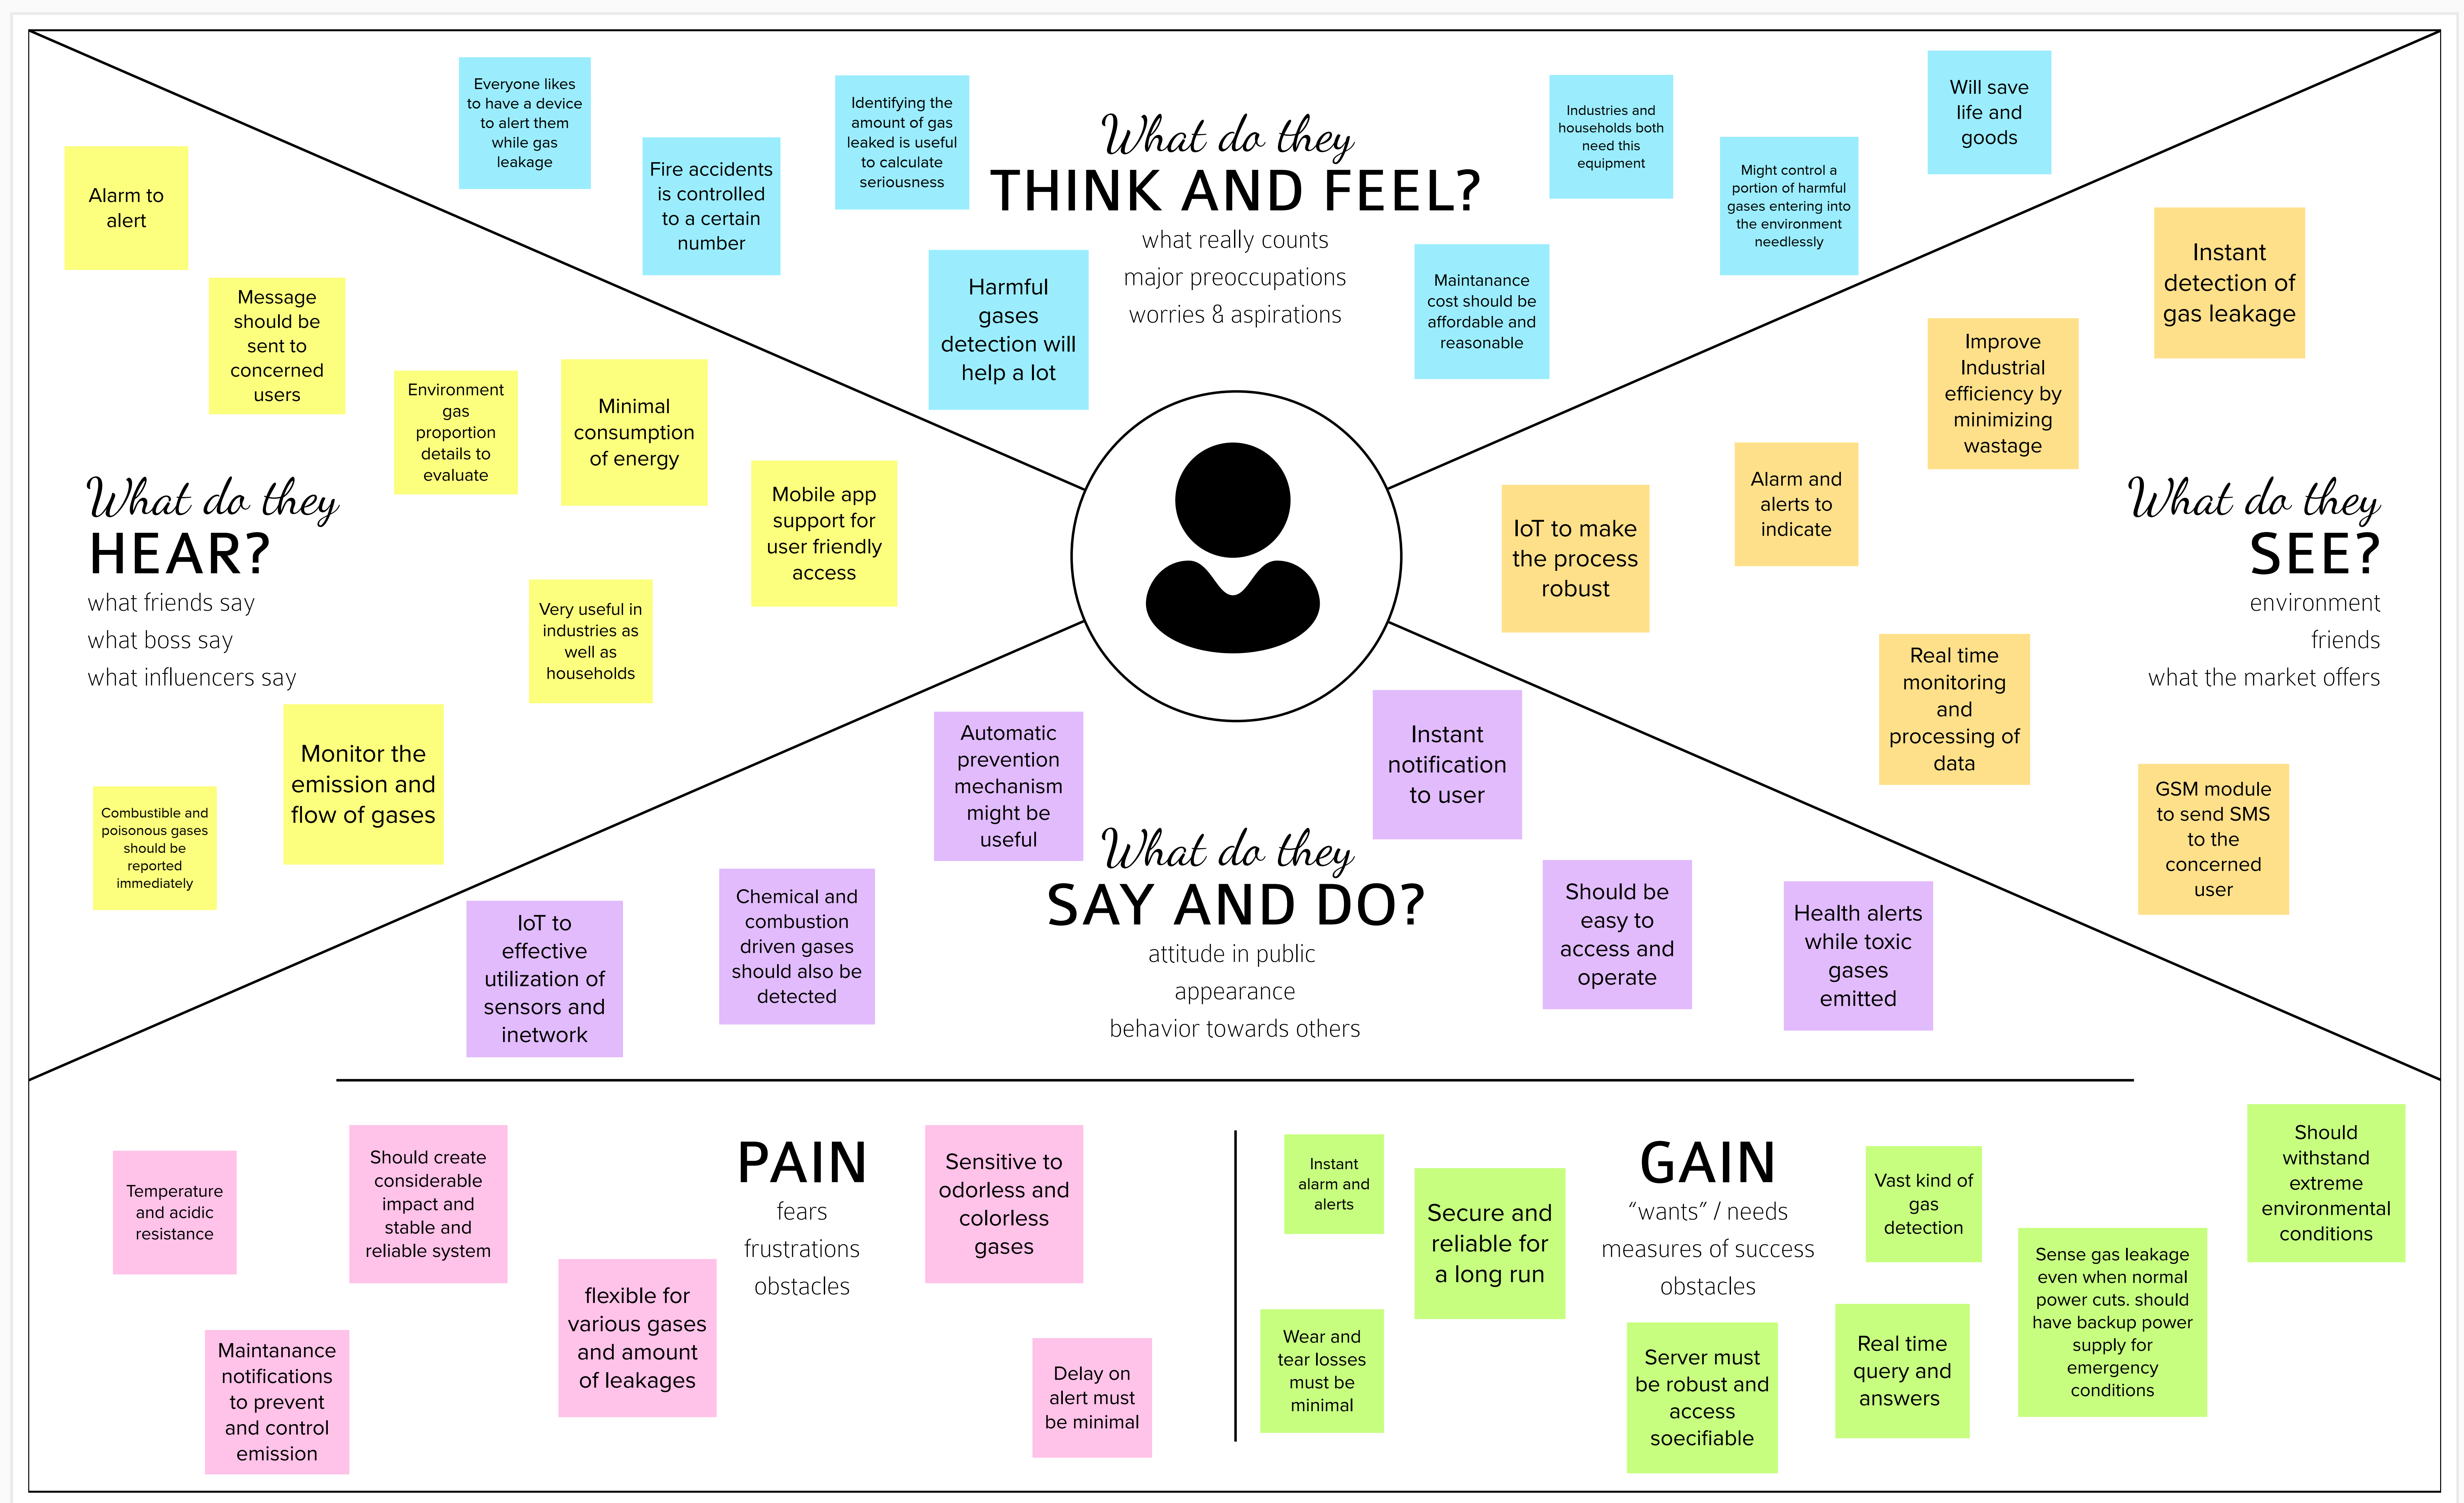 Everyone likes
to have a device
to alert them
while gas
leakage
Fire accidents
is controlled
to a certain
number
Identifying the
amount of gas
leaked is useful
to calculate
seriousness
Harmful
gases
detection will
help a lot
What do they
THINK AND FEEL?
what really counts
major preoccupations
worries & aspirations
Maintanance
cost should be
affordable and
reasonable
Industries and
households both
need this
equipment
Might control a
portion of harmful
gases entering into
the environment
needlessly
Will save
life and
goods
Alarm to
alert
Message
should be
sent to
concerned
users
Environment
gas
proportion
details to
evaluate
Minimal
consumption
of energy
Mobile app
support for
user friendly
access
What do they
HEAR?
what friends say
what boss say
what influencers say
Very useful in
industries as
well as
households
Monitor the
emission and
flow of gases
Combustible and
poisonous gases
should be
reported
immediately
Instant
detection of
gas leakage
Improve
Industrial
efficiency by
minimizing
wastage
Alarm and
alerts to
indicate
IoT to make
the process
robust
What do they
SEE?
environment
friends
what the market offers
Real time
monitoring
and
processing of
data
GSM module
to send SMS
to the
concerned
user
Automatic
prevention
mechanism
might be
useful
Instant
notification
to user
What do they
SAY AND DO?
attitude in public
appearance
behavior towards others
IoT to
effective
utilization of
sensors and
inetwork
Chemical and
combustion
driven gases
should also be
detected
Should be
easy to
access and
operate
Health alerts
while toxic
gases
emitted
PAIN
fears
frustrations
obstacles
Temperature
and acidic
resistance
Should create
considerable
impact and
stable and
reliable system
Maintanance
notifications
to prevent
and control
emission
flexible for
various gases
and amount
of leakages
Sensitive to
odorless and
colorless
gases
Delay on
alert must
be minimal
GAIN
“wants” / needs
measures of success
obstacles
Instant
alarm and
alerts
Secure and
reliable for
a long run
Wear and
tear losses
must be
minimal
Server must
be robust and
access
soecifiable
Vast kind of
gas
detection
Real time
query and
answers
Sense gas leakage
even when normal
power cuts. should
have backup power
supply for
emergency
conditions
Should
withstand
extreme
environmental
conditions